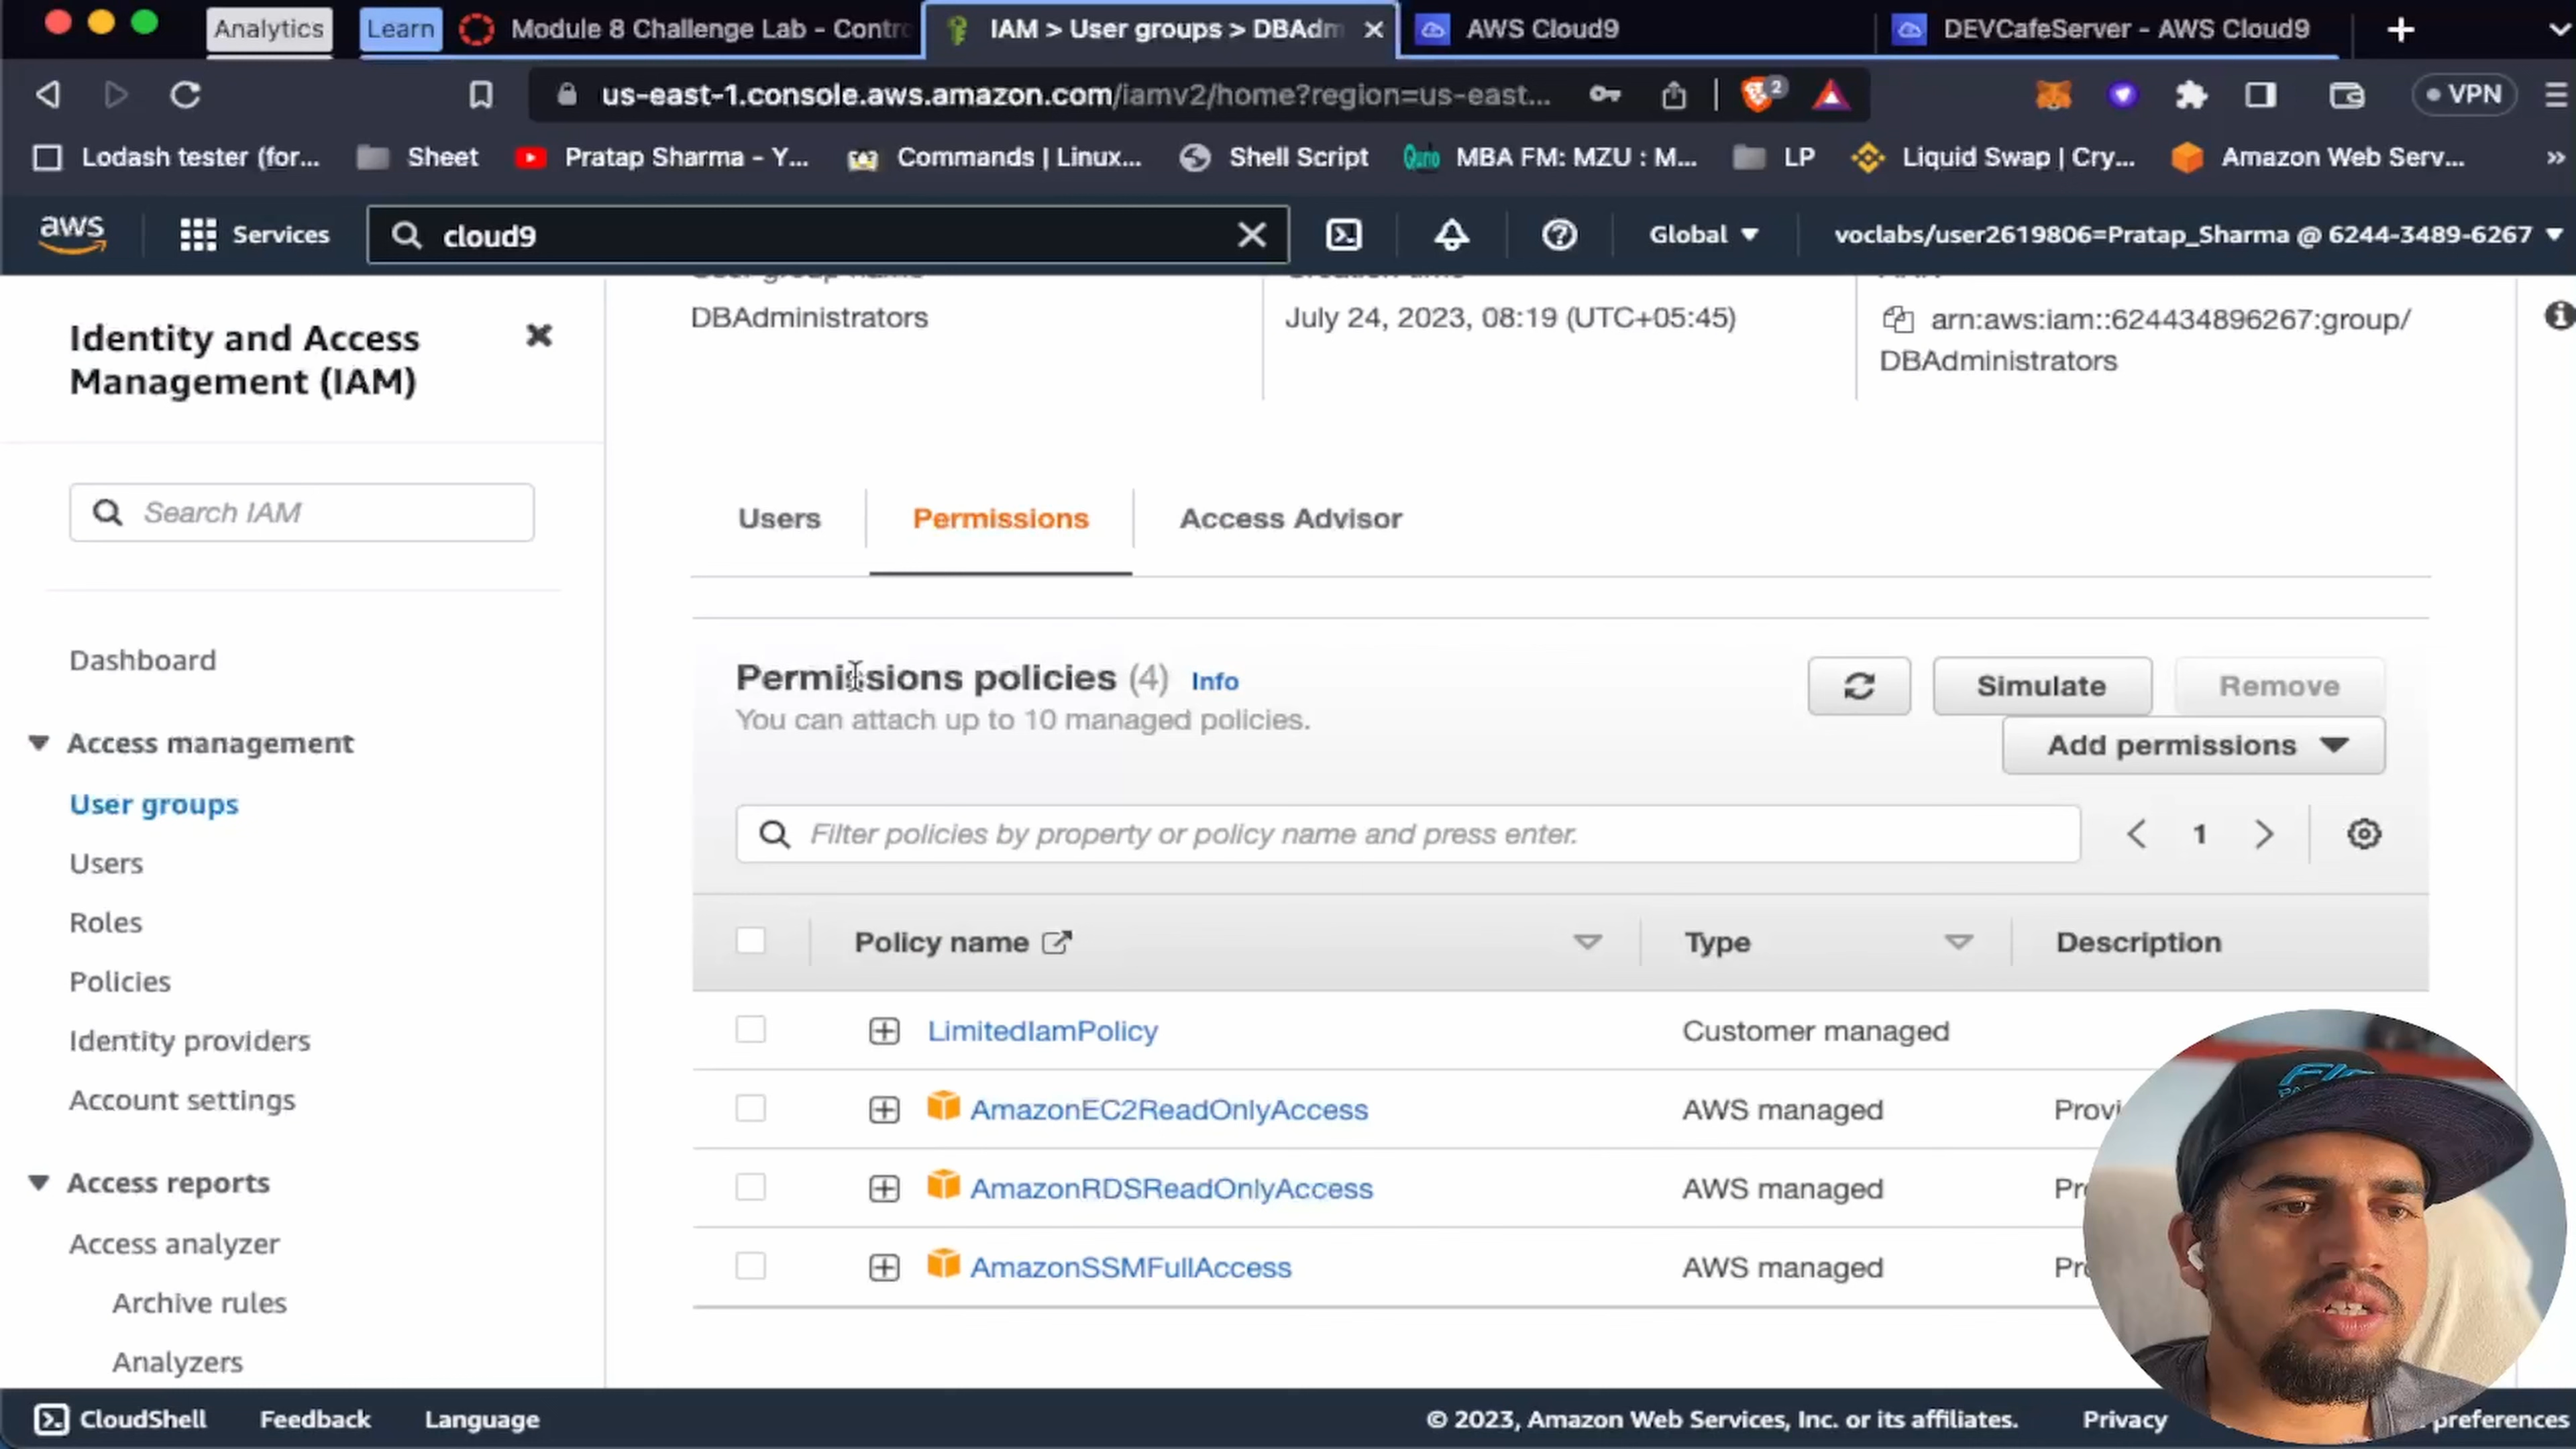 Analytics Learn Module 8 Challenge Lab - Contro IAM > User groups > DBAdm AWS Cloud9 DEVCafeServer - AWS Cloud9
us-east-1.console.aws.amazon.com/iamv2/home?region=us-east... 2 VPN
Lodash tester (for... Sheet Pratap Sharma - Y... Commands | Linux... Shell Script MBA FM: MZU : M... LP Liquid Swap | Cry... Amazon Web Serv... »
aws Services cloud9 Global voclabs/user2619806=Pratap_Sharma @ 6244-3489-6267
Identity and Access
Management (IAM)
Search IAM
Dashboard
Access management
User groups
Users
Roles
Policies
Identity providers
Account settings
Access reports
Access analyzer
Archive rules
Analyzers
DBAdministrators
July 24, 2023, 08:19 (UTC+05:45)
arn:aws:iam::624434896267:group/
DBAdministrators
Users Permissions Access Advisor
Permissions policies (4) Info
You can attach up to 10 managed policies.
Simulate Remove
Add permissions
Filter policies by property or policy name and press enter.
1
Policy name Type Description
LimitedIamPolicy Customer managed
AmazonEC2ReadOnlyAccess AWS managed Provi
AmazonRDSReadOnlyAccess AWS managed Pr
AmazonSSMFullAccess AWS managed Pr
CloudShell Feedback Language © 2023, Amazon Web Services, Inc. or its affiliates. Privacy preferences